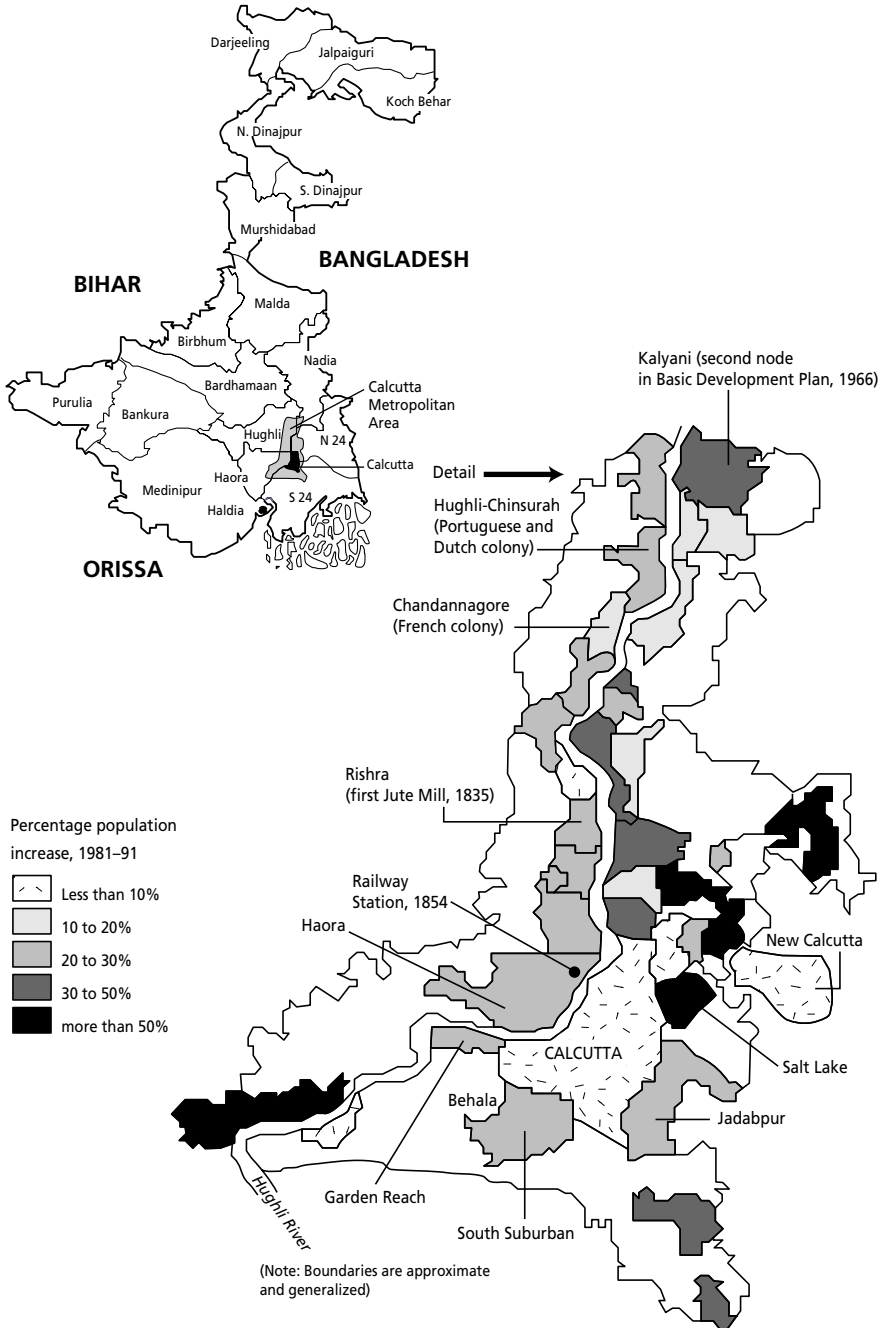 Darjeeling
Jalpaiguri
Koch Behar
N. Dinajpur
S. Dinajpur
Murshidabad
BANGLADESH
BIHAR
Malda
Birbhum
Nadia
Bardhamaan
Purulia
Bankura
Calcutta
Metropolitan
Area
Hughli
N 24
Calcutta
Haora
Medinipur
S 24
Haldia
ORISSA
Kalyani (second node
in Basic Development Plan, 1966)
Detail
Hughli-Chinsurah
(Portuguese and
Dutch colony)
Chandannagore
(French colony)
Rishra
(first Jute Mill, 1835)
Percentage population
increase, 1981–91
Less than 10%
10 to 20%
20 to 30%
30 to 50%
more than 50%
Railway
Station, 1854
Haora
New Calcutta
CALCUTTA
Salt Lake
Behala
Jadabpur
Garden Reach
South Suburban
Hughli River
(Note: Boundaries are approximate
and generalized)